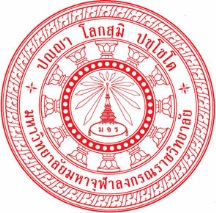 ปญฺญา โลกสฺมิ ปชฺโชโต
ม จ ร
มหาวิทยาลัยมหาจุฬาลงกรณราชวิทยาลัย